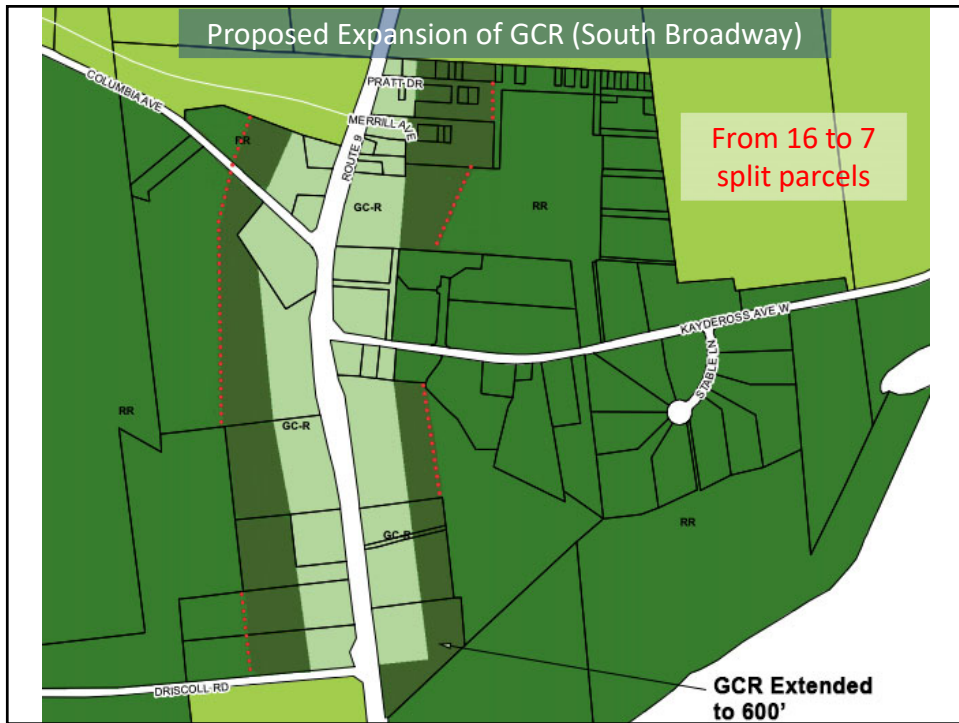 Proposed Expansion of GCR (South Broadway)
COLUMBIA AVE
PRATT DR
MERRILL AVE
ROUTE 9
From 16 to 7
split parcels
RR
GC-R
RR
KAYDEROSS AVE W
STABLE LN
RR
GC-R
RR
GC-R
DRISCOLL RD
GCR Extended
to 600'